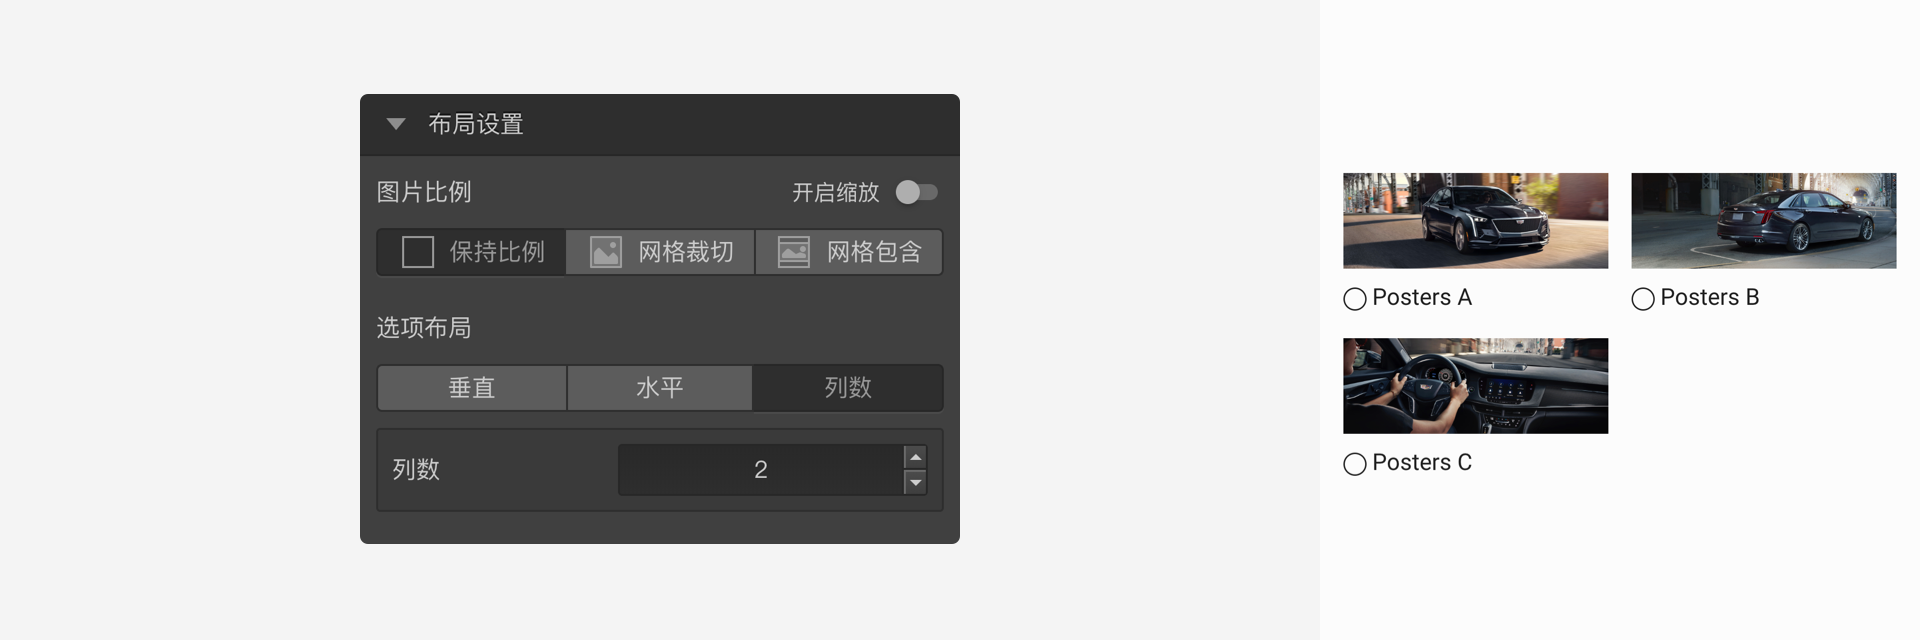 布局设置
图片比例 开启缩放
保持比例 网格裁切 网格包含
选项布局
垂直 水平 列数
列数 2
Posters A Posters B
Posters C